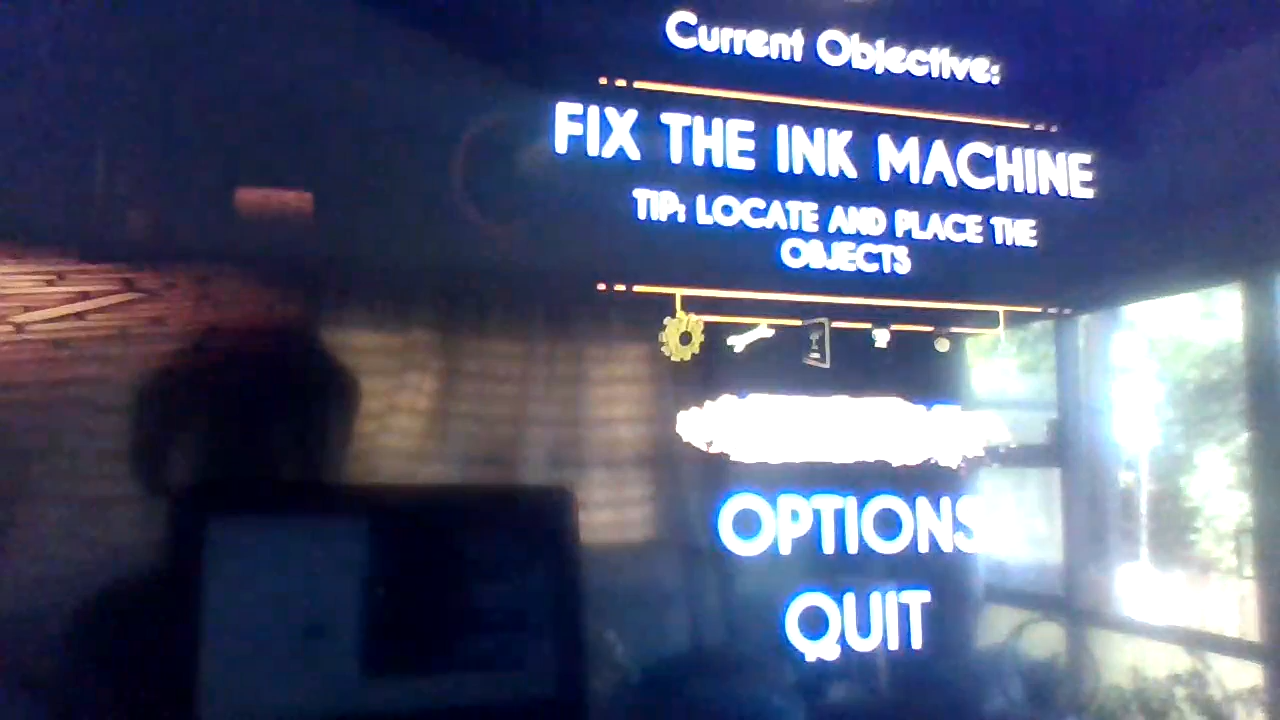 Current Objective:
FIX THE INK MACHINE
TIP: LOCATE AND PLACE THE
OBJECTS
OPTIONS
QUIT